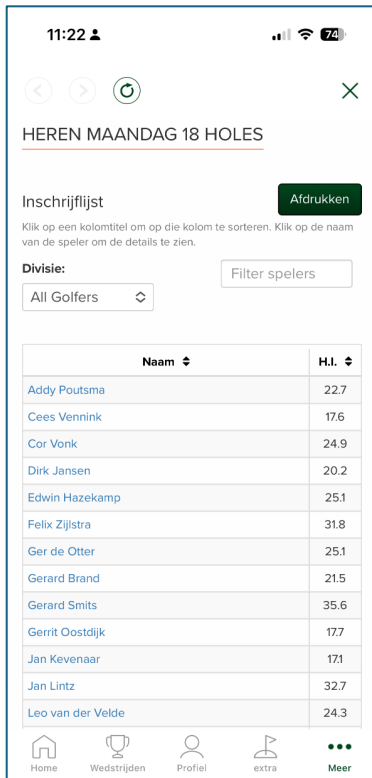 11:22
74
HEREN MAANDAG 18 HOLES
Inschrijflijst
Afdrukken
Klik op een kolomtitel om op die kolom te sorteren. Klik op de naam
van de speler om de details te zien.
Divisie:
All Golfers
Filter spelers
Naam H.I.
Addy Poutsma 22.7
Cees Vennink 17.6
Cor Vonk 24.9
Dirk Jansen 20.2
Edwin Hazekamp 25.1
Felix Zijlstra 31.8
Ger de Otter 25.1
Gerard Brand 21.5
Gerard Smits 35.6
Gerrit Oostdijk 17.7
Jan Kevenaar 17.1
Jan Lintz 32.7
Leo van der Velde 24.3
Home Wedstrijden Profiel extra Meer